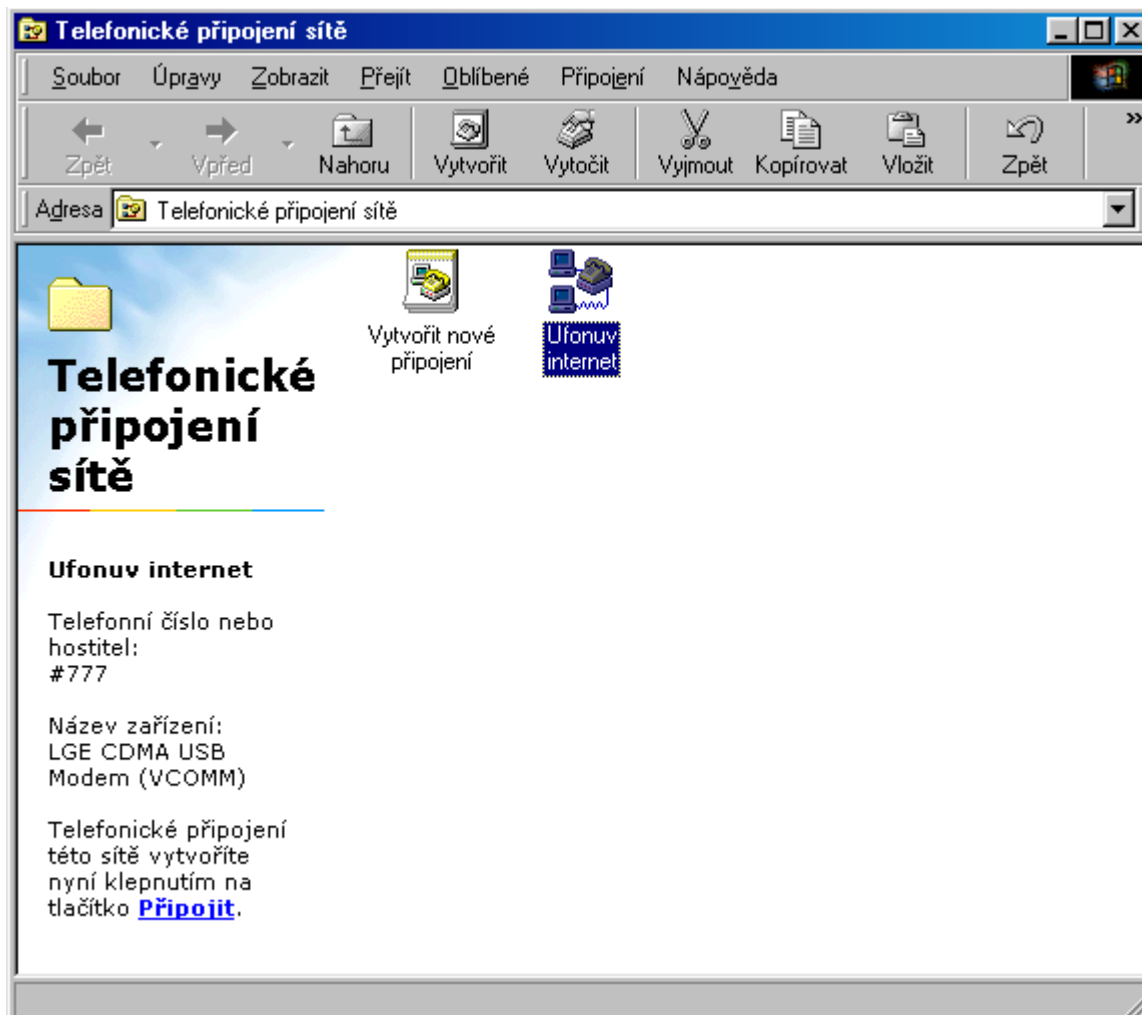 Telefonické připojení sítě
Soubor Úpravy Zobrazit Přejít Oblíbené Připojení Nápověda
Zpět Vpřed Nahoru Vytvořit Vytočit Vyjmout Kopírovat Vložit Zpět »
Adresa Telefonické připojení sítě
Telefonické
připojení
sítě
Ufonuv internet
Telefonní číslo nebo
hostitel:
#777
Název zařízení:
LGE CDMA USB
Modem (VCOMM)
Telefonické připojení
této sítě vytvoříte
nyní klepnutím na
tlačítko Připojit.
Vytvořit nové
připojení
Ufonuv
internet